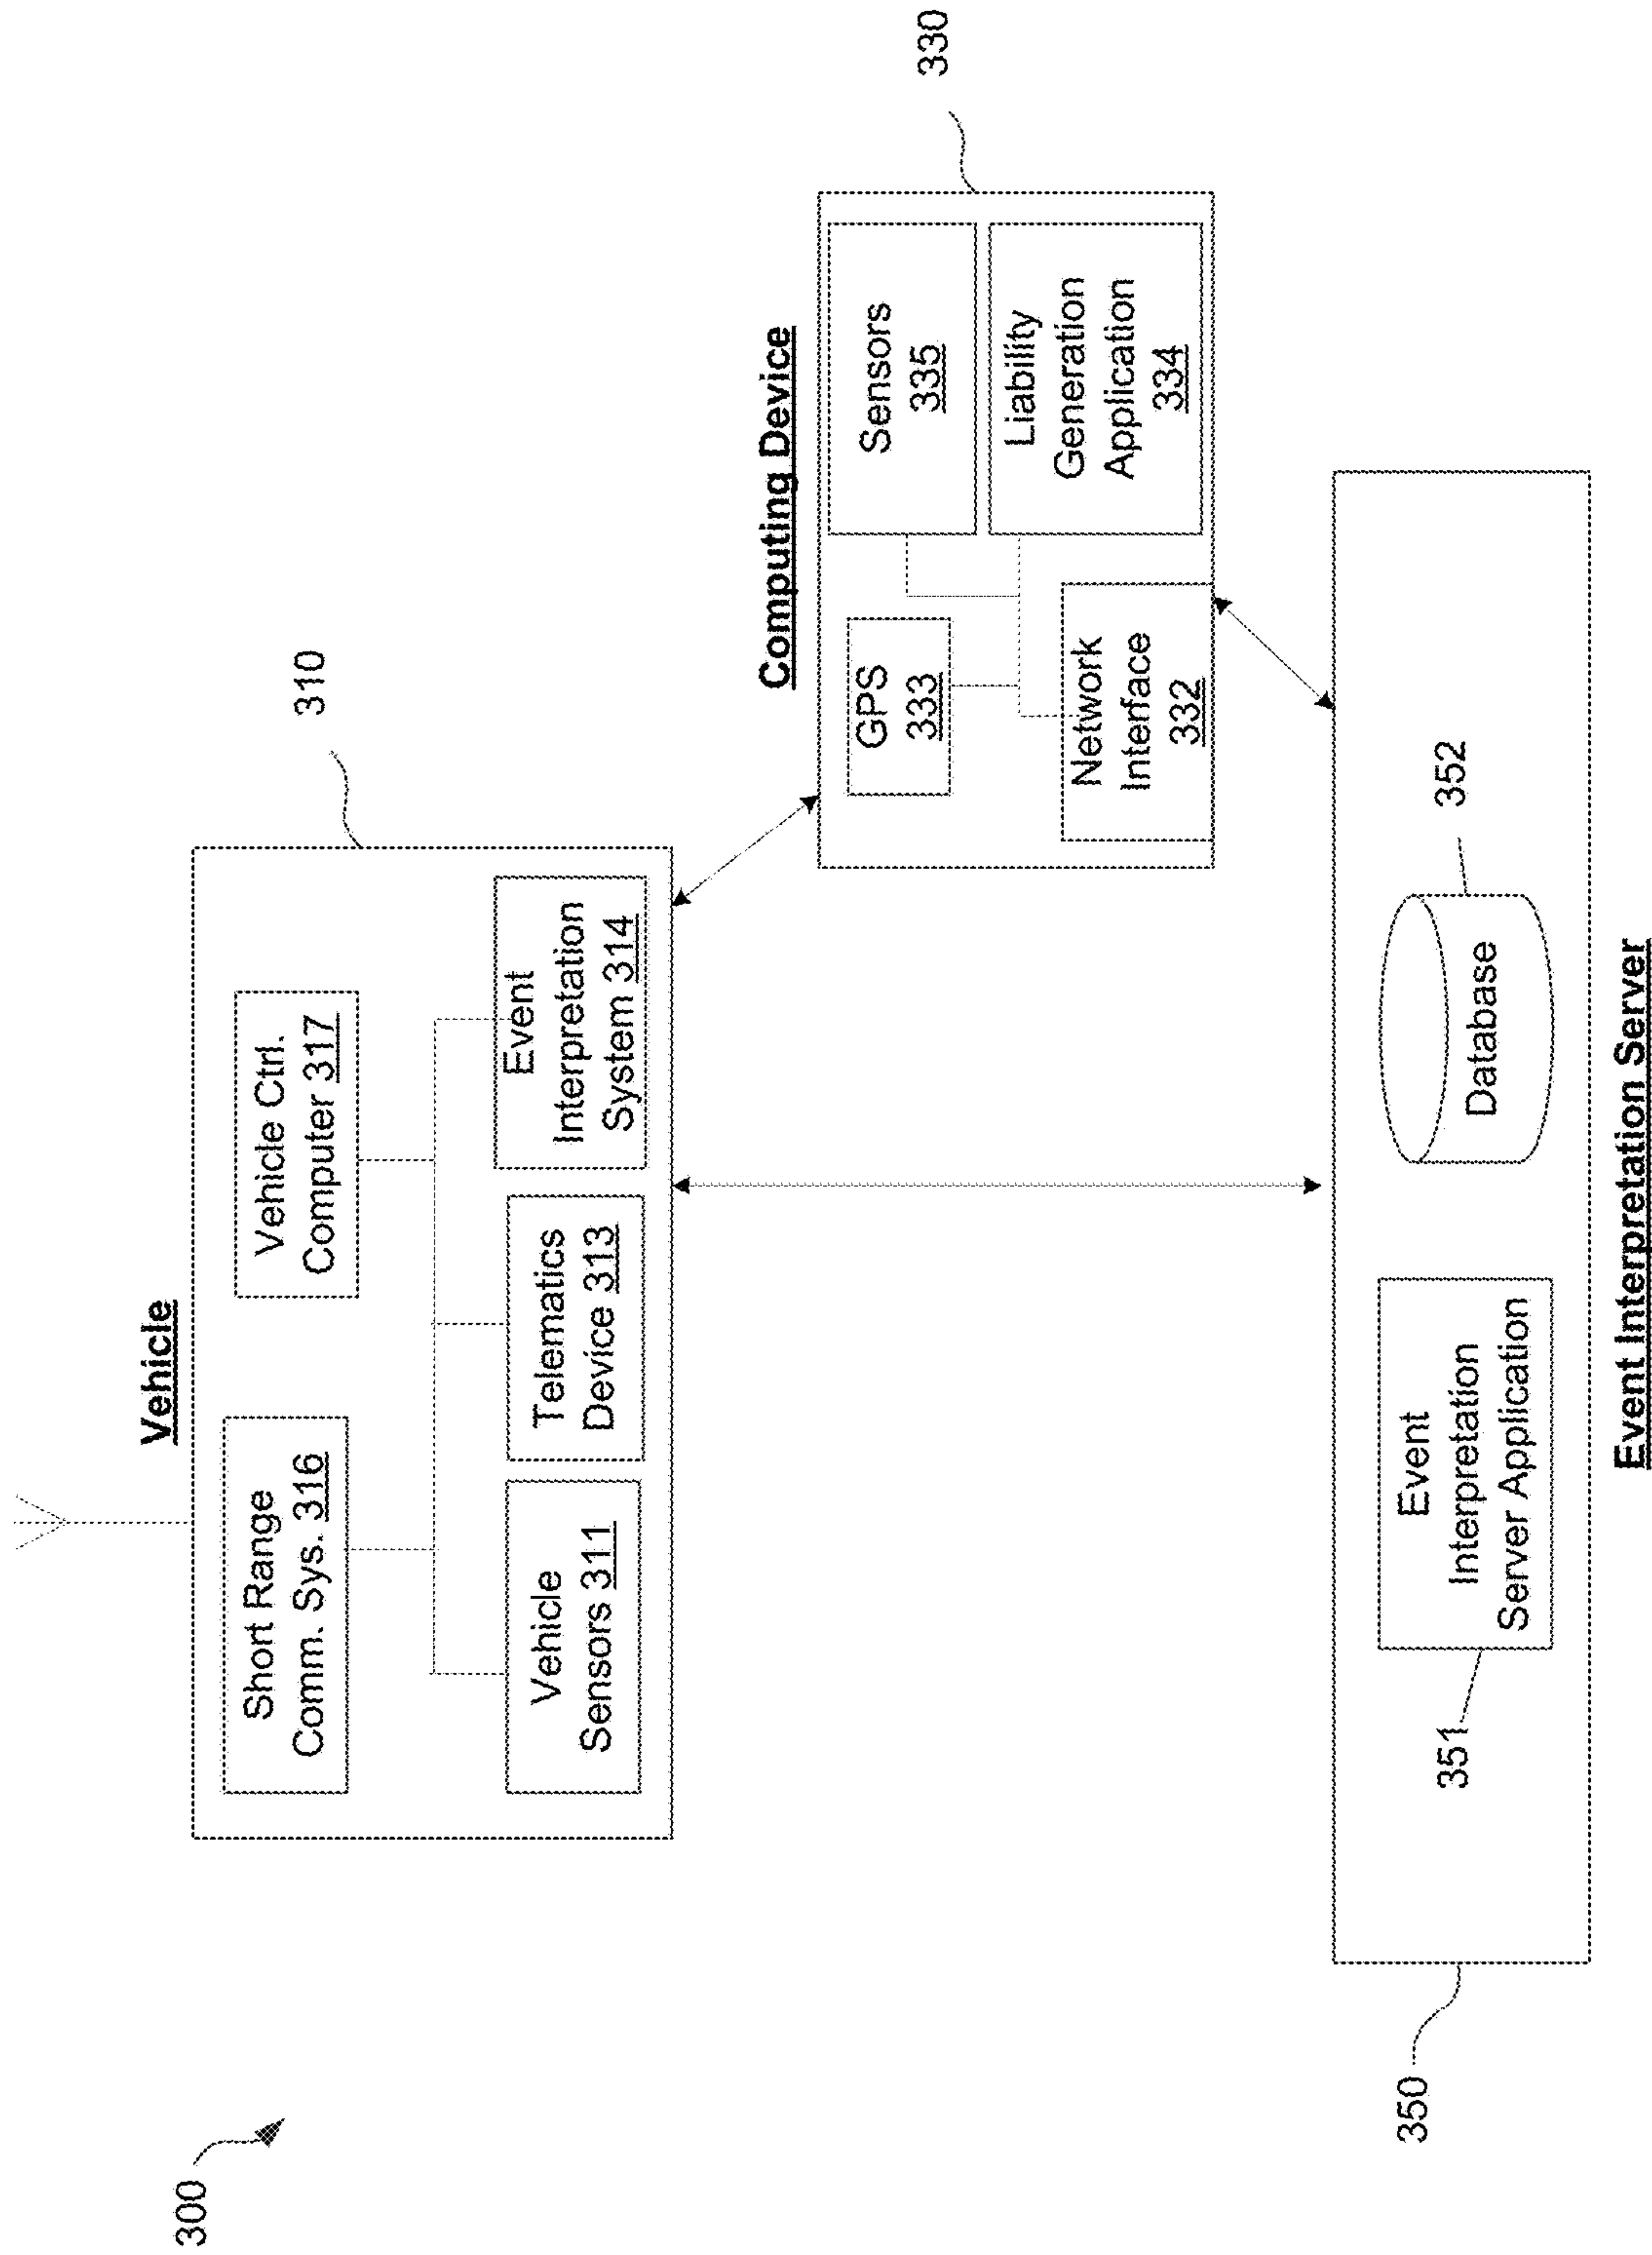 300
Vehicle
310
Short Range
Comm. Sys. 316
Vehicle Ctrl.
Computer 317
Vehicle
Sensors 311
Telematics
Device 313
Event
Interpretation
System 314
Computing Device
330
GPS
333
Sensors
335
Network
Interface
332
Liability
Generation
Application
334
350
351
Event
Interpretation
Server Application
Database
352
Event Interpretation Server